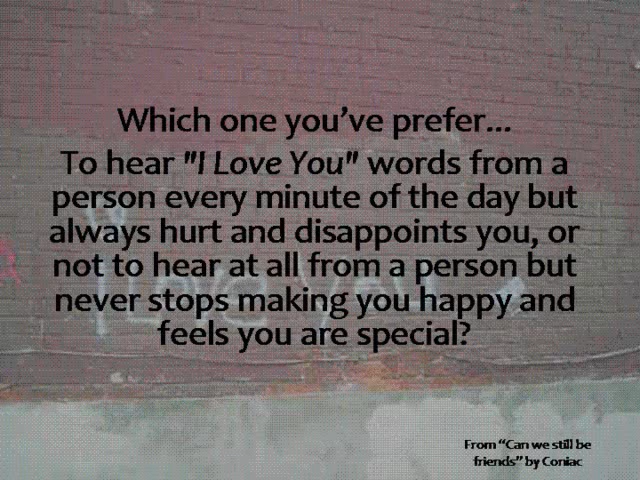 Which one you've prefer...
To hear "I Love You" words from a
person every minute of the day but
always hurt and disappoints you, or
not to hear at all from a person but
never stops making you happy and
feels you are special?
I Love You
From "Can we still be
friends" by Coniac